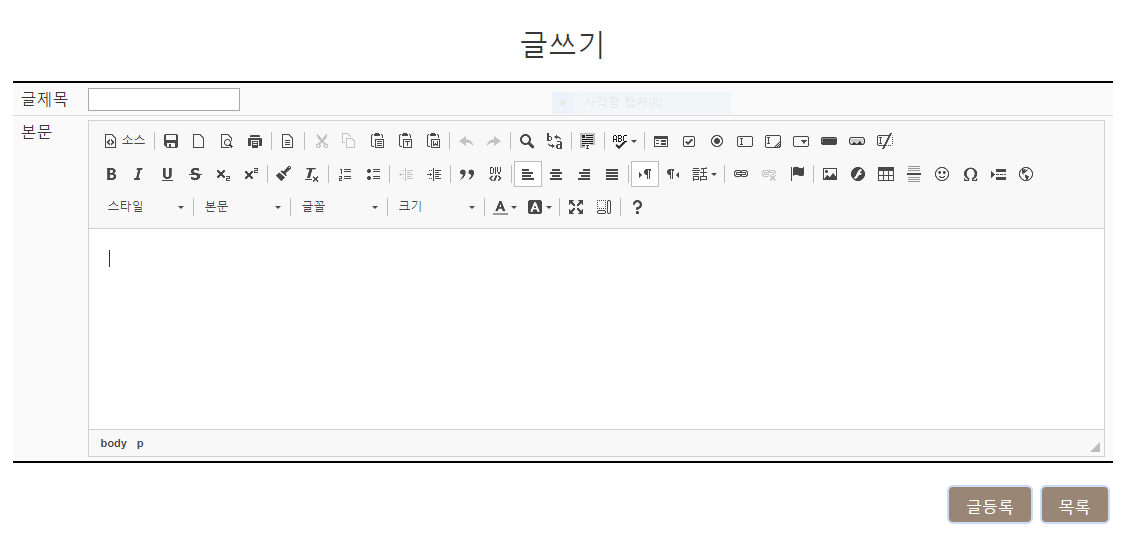 글쓰기
글제목
사각형 캡처(R)
본문
소스
스타일 본문 글꼴 크기
body p
글등록 목록